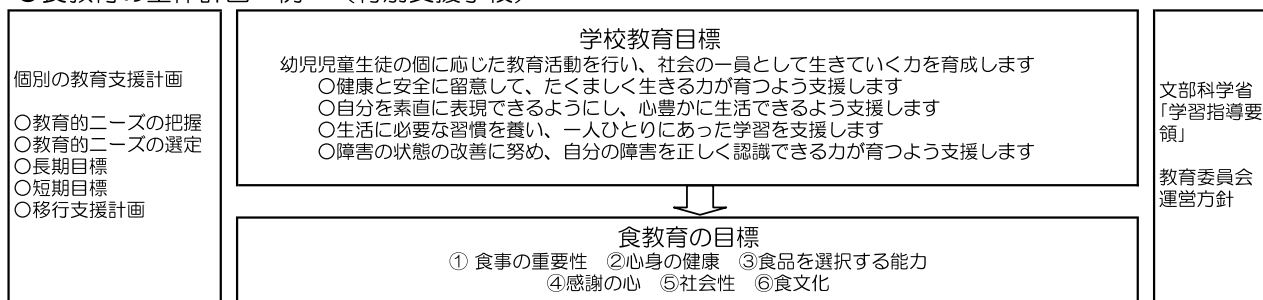 個別の教育支援計画
○教育的ニーズの把握
○教育的ニーズの選定
○長期目標
○短期目標
○移行支援計画
学校教育目標
幼児児童生徒の個に応じた教育活動を行い、社会の一員として生きていく力を育成します
○健康と安全に留意して、たくましく生きる力が育つよう支援します
○自分を素直に表現できるようにし、心豊かに生活できるよう支援します
○生活に必要な習慣を養い、一人ひとりにあった学習を支援します
○障害の状態の改善に努め、自分の障害を正しく認識できる力が育つよう支援します
食教育の目標
① 食事の重要性 ②心身の健康 ③食品を選択する能力
④感謝の心 ⑤社会性 ⑥食文化
文部科学省
「学習指導要
領」
教育委員会
運営方針